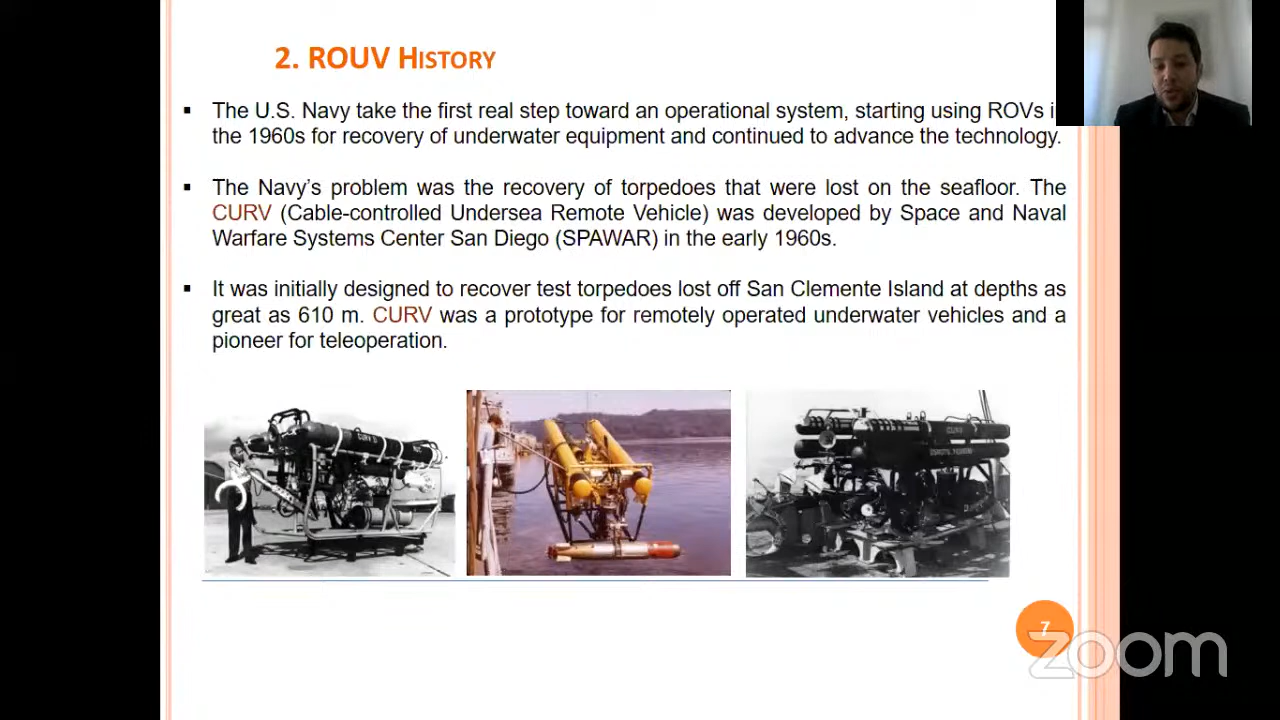 2. ROUV HISTORY
▪ The U.S. Navy take the first real step toward an operational system, starting using ROVs
the 1960s for recovery of underwater equipment and continued to advance the technology.
▪ The Navy’s problem was the recovery of torpedoes that were lost on the seafloor. The
CURV (Cable-controlled Undersea Remote Vehicle) was developed by Space and Naval
Warfare Systems Center San Diego (SPAWAR) in the early 1960s.
▪ It was initially designed to recover test torpedoes lost off San Clemente Island at depths as
great as 610 m. CURV was a prototype for remotely operated underwater vehicles and a
pioneer for teleoperation.
CURV
CURV
7
zoom